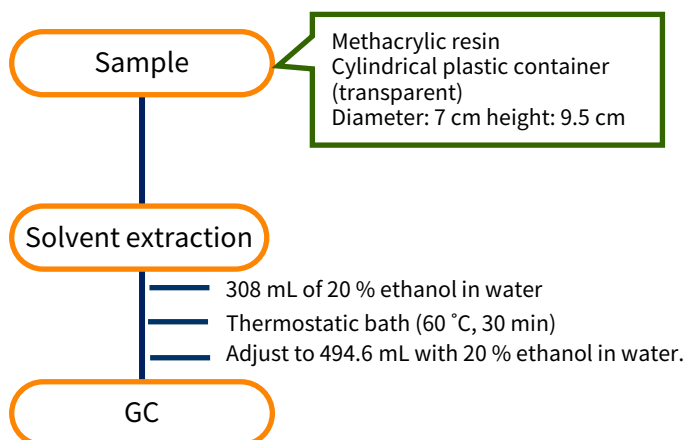 Sample
Methacrylic resin
Cylindrical plastic container
(transparent)
Diameter: 7 cm height: 9.5 cm
Solvent extraction
308 mL of 20 % ethanol in water
Thermostatic bath (60 ˚C, 30 min)
Adjust to 494.6 mL with 20 % ethanol in water.
GC